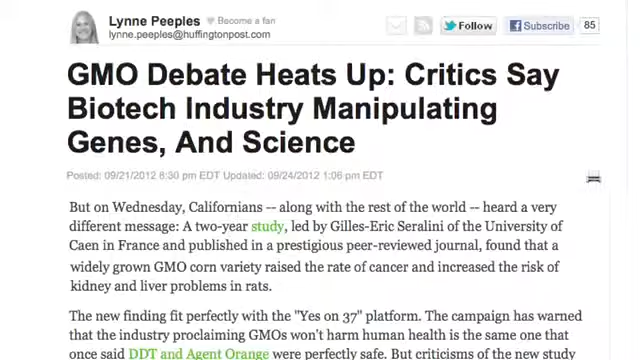 Lynne Peeples Become a fan
lynne.peeples@huffingtonpost.com
Follow
Subscribe
85
GMO Debate Heats Up: Critics Say
Biotech Industry Manipulating
Genes, And Science
Posted: 09/21/2012 8:30 pm EDT Updated: 09/24/2012 1:06 pm EDT
But on Wednesday, Californians -- along with the rest of the world -- heard a very
different message: A two-year study, led by Gilles-Eric Seralini of the University of
Caen in France and published in a prestigious peer-reviewed journal, found that a
widely grown GMO corn variety raised the rate of cancer and increased the risk of
kidney and liver problems in rats.
The new finding fit perfectly with the "Yes on 37" platform. The campaign has warned
that the industry proclaiming GMOs won't harm human health is the same one that
once said DDT and Agent Orange were perfectly safe. But criticisms of the new study